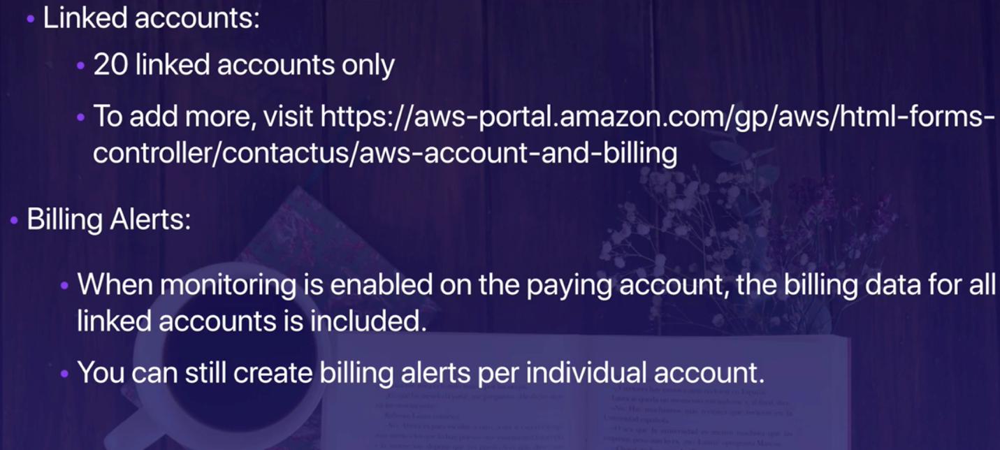 • Linked accounts:
• 20 linked accounts only
• To add more, visit https://aws-portal.amazon.com/gp/aws/html-forms-
controller/contactus/aws-account-and-billing
• Billing Alerts:
• When monitoring is enabled on the paying account, the billing data for all
linked accounts is included.
• You can still create billing alerts per individual account.